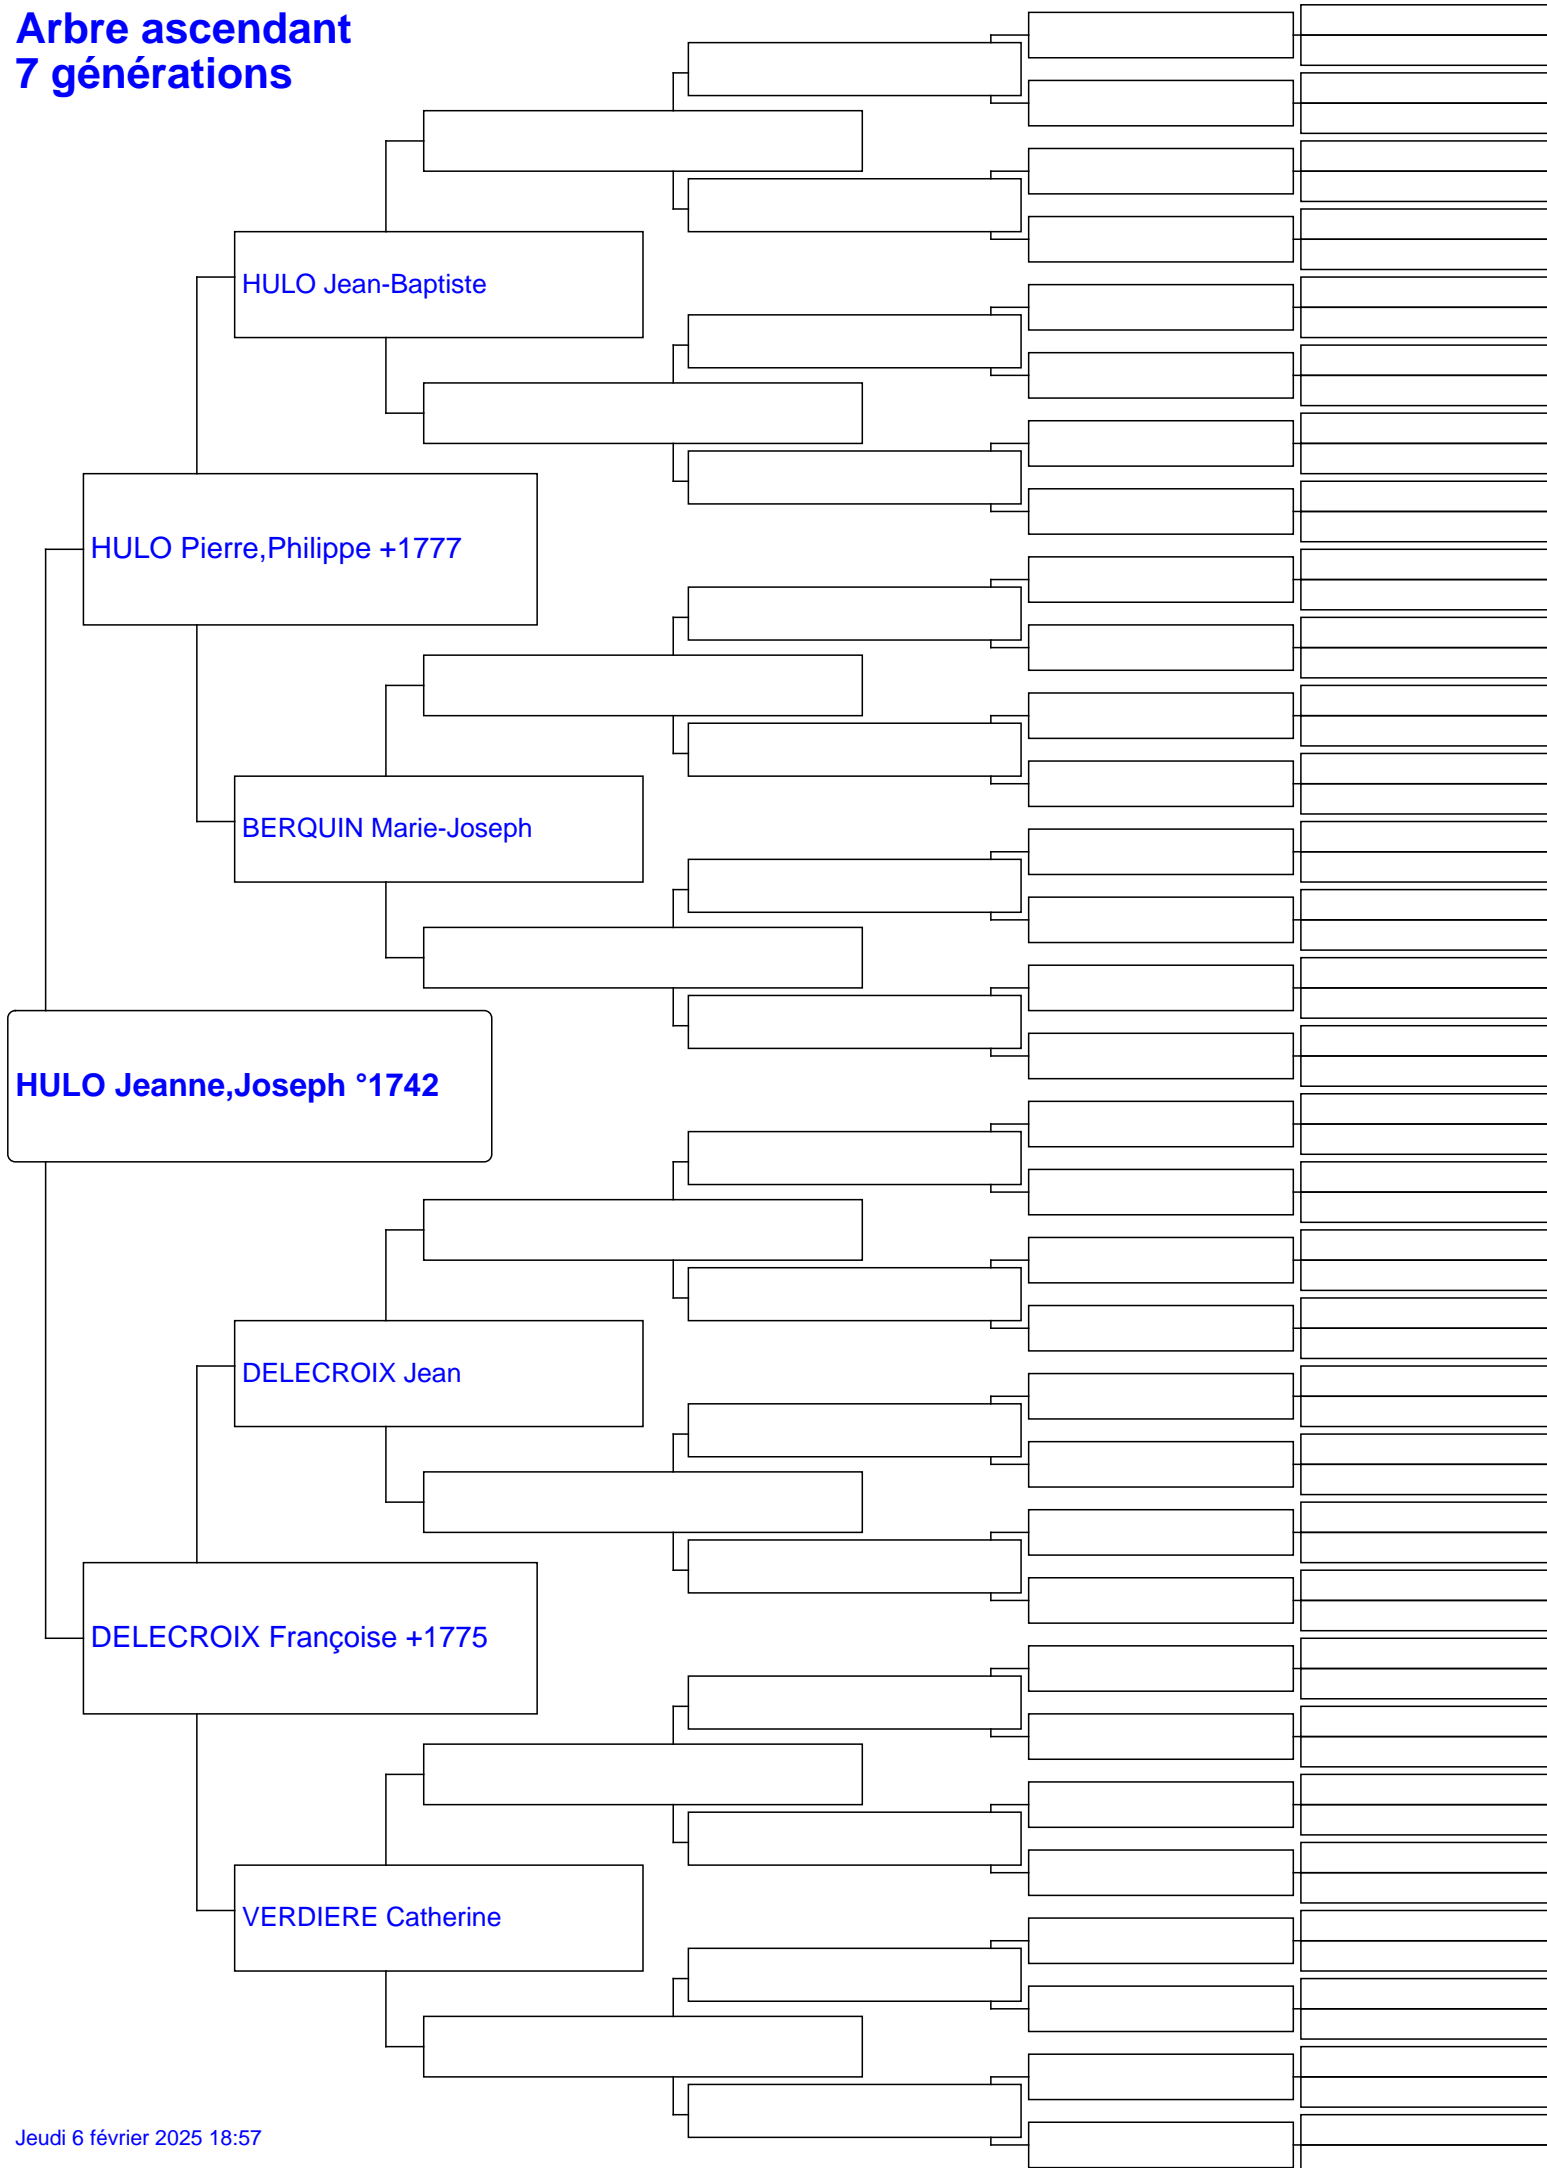 Arbre ascendant
7 générations
HULO Jean-Baptiste
HULO Pierre,Philippe +1777
BERQUIN Marie-Joseph
HULO Jeanne,Joseph °1742
DELECROIX Jean
DELECROIX Françoise +1775
VERDIERE Catherine
Jeudi 6 février 2025 18:57